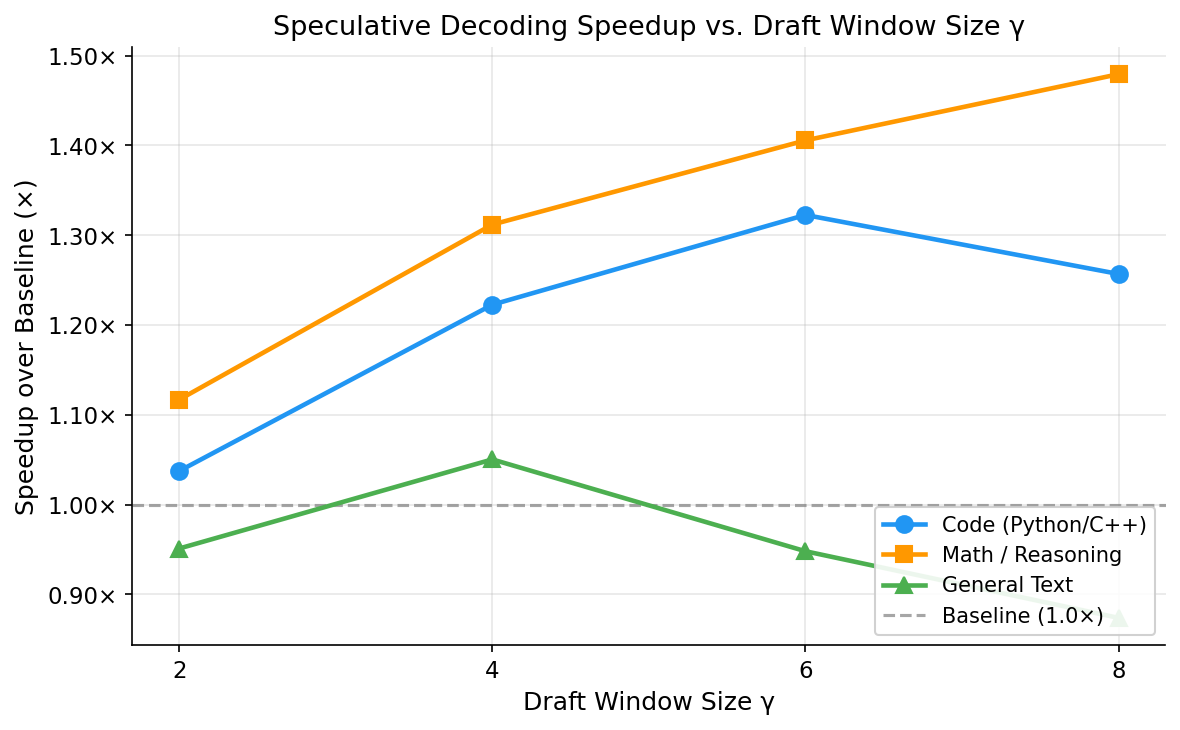 Speculative Decoding Speedup vs. Draft Window Size γ
Speedup over Baseline (×)
1.50×
1.40×
1.30×
1.20×
1.10×
1.00×
0.90×
Code (Python/C++)
Math / Reasoning
General Text
Baseline (1.0×)
2 4 6 8
Draft Window Size γ